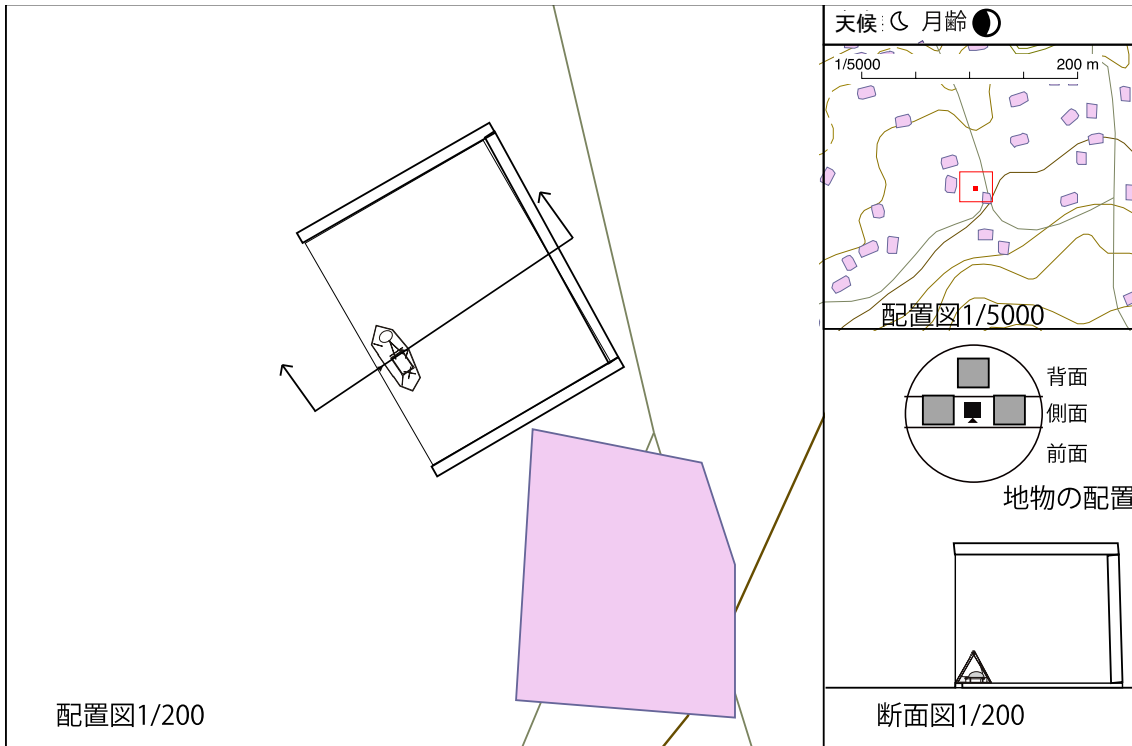 天候: 月齢
1/5000 200 m
配置図1/5000
背面
側面
前面
地物の配置
配置図1/200
断面図1/200